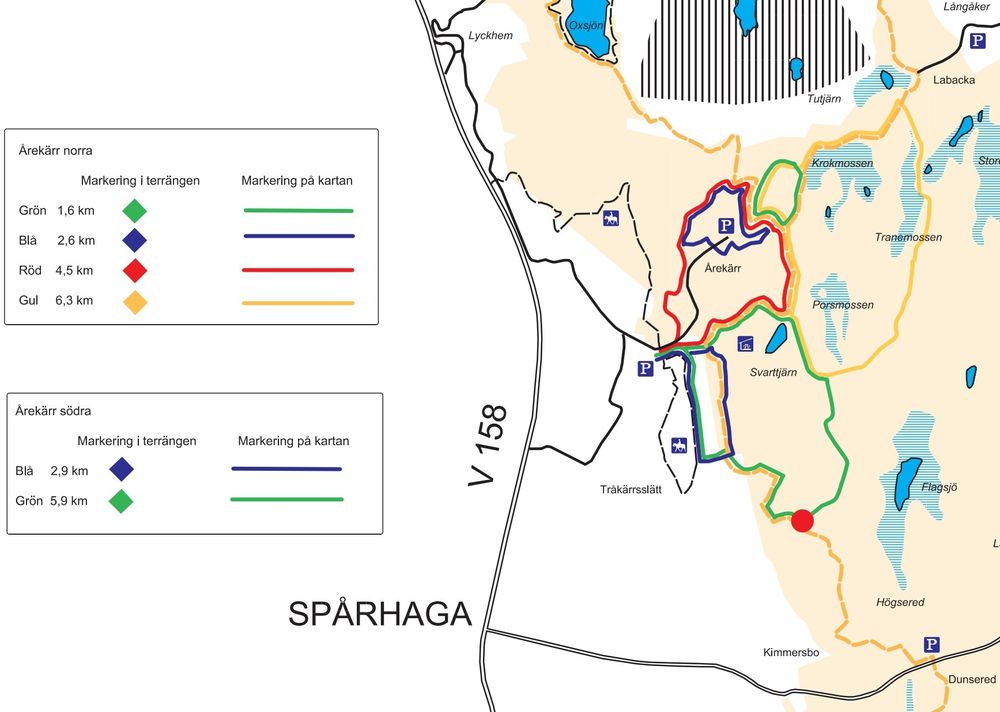 Långåker
Oxsjön
Lyckhem
P
Labacka
Tutjärn
Årekärr norra
Markering i terrängen Markering på kartan
Grön 1,6 km
Blå 2,6 km
Röd 4,5 km
Gul 6,3 km
Krokmossen
Stor
P
Tranemossen
Årekärr
Porsmossen
P
Svarttjärn
Årekärr södra
Markering i terrängen Markering på kartan
Blå 2,9 km
Grön 5,9 km
V 158
Tråkärrsslätt
Flagsjö
L
Högsered
SPÅRHAGA
Kimmersbo
P
Dunsered